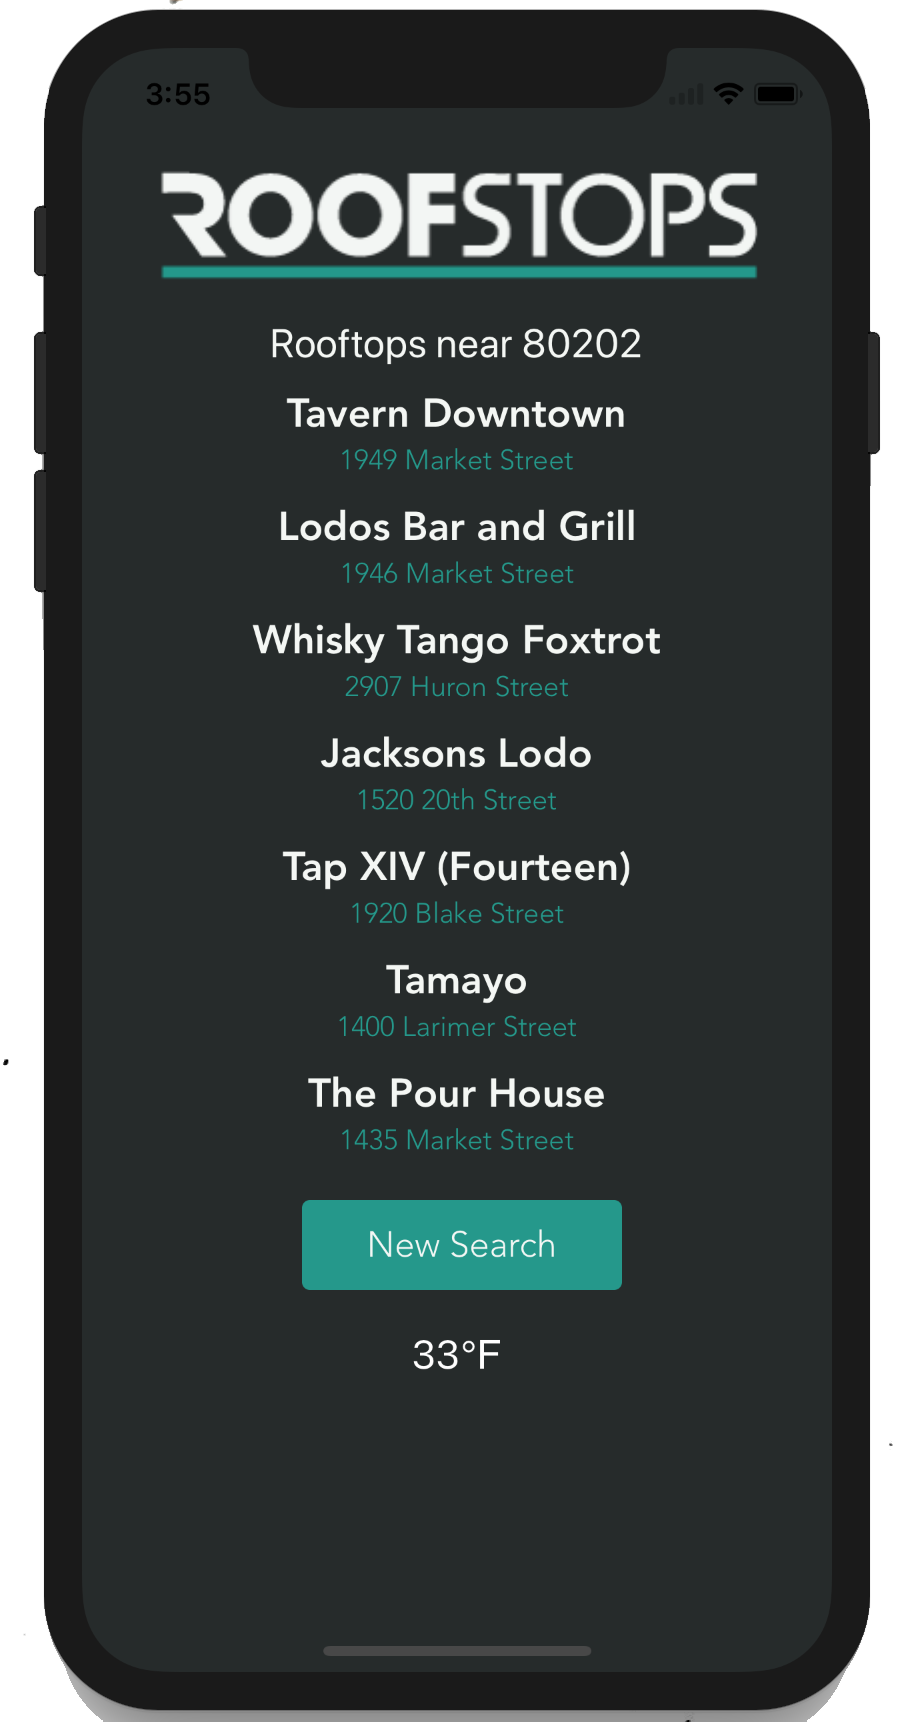 3:55
ROOFSTOPS
Rooftops near 80202
Tavern Downtown
1949 Market Street
Lodos Bar and Grill
1946 Market Street
Whisky Tango Foxtrot
2907 Huron Street
Jacksons Lodo
1520 20th Street
Tap XIV (Fourteen)
1920 Blake Street
Tamayo
1400 Larimer Street
The Pour House
1435 Market Street
New Search
33°F